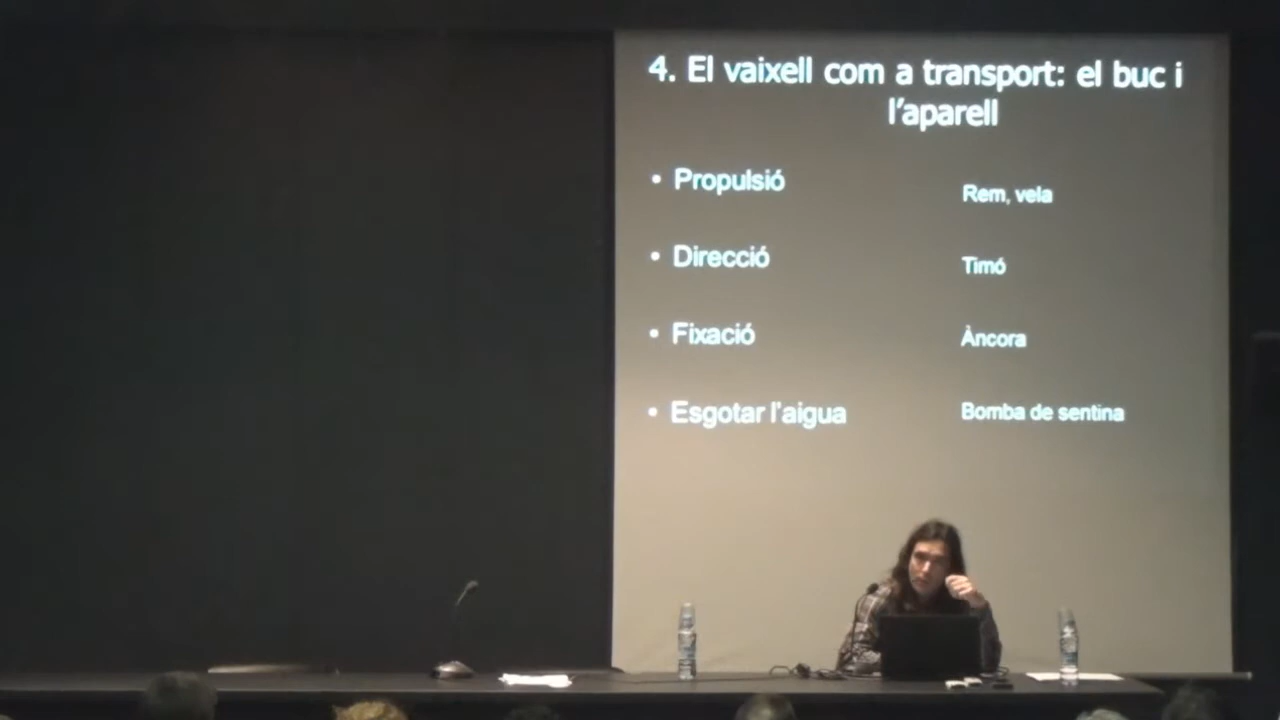 4. El vaixell com a transport: el buc i
l'aparell
• Propulsió
Rem, vela
• Direcció
Timó
• Fixació
Àncora
• Esgotar l'aigua
Bomba de sentina